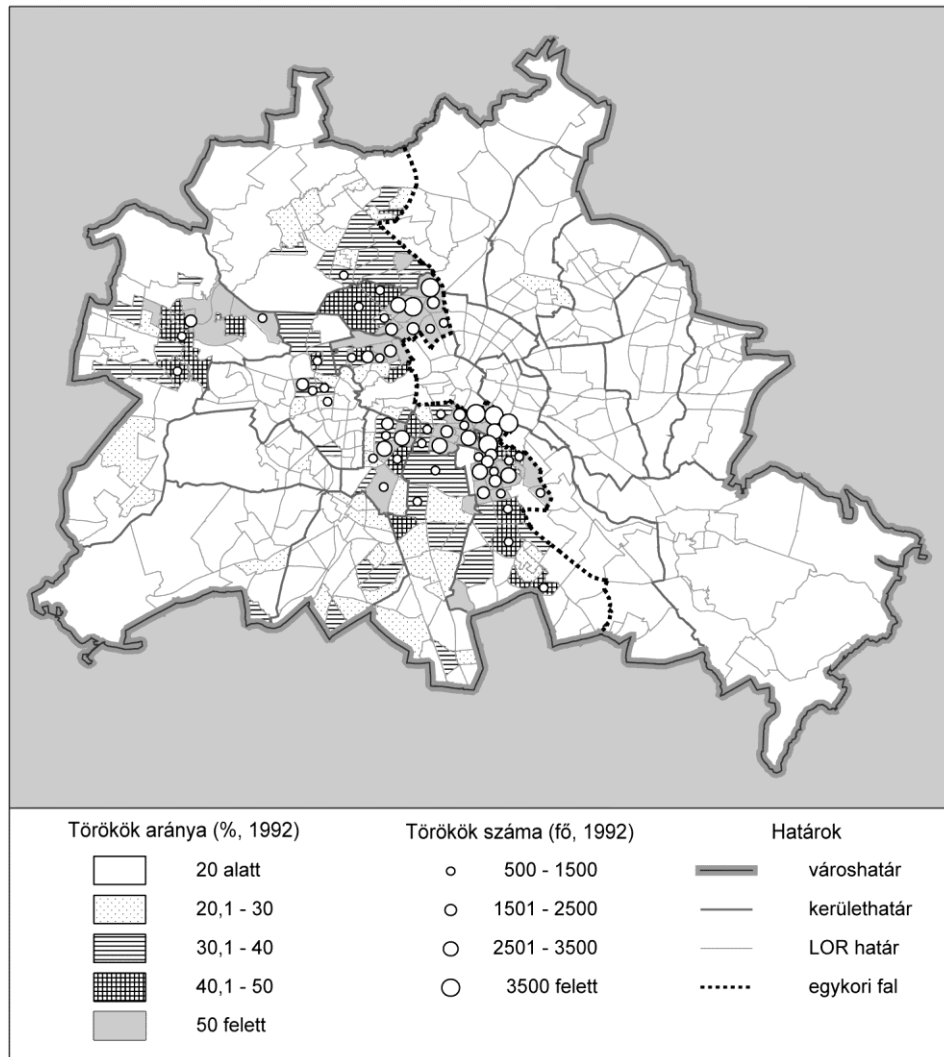 Törökök aránya (%, 1992)
20 alatt
20,1 - 30
30,1 - 40
40,1 - 50
50 felett
Törökök száma (fő, 1992)
500 - 1500
1501 - 2500
2501 - 3500
3500 felett
Határok
városhatár
kerülethatár
LOR határ
egykori fal